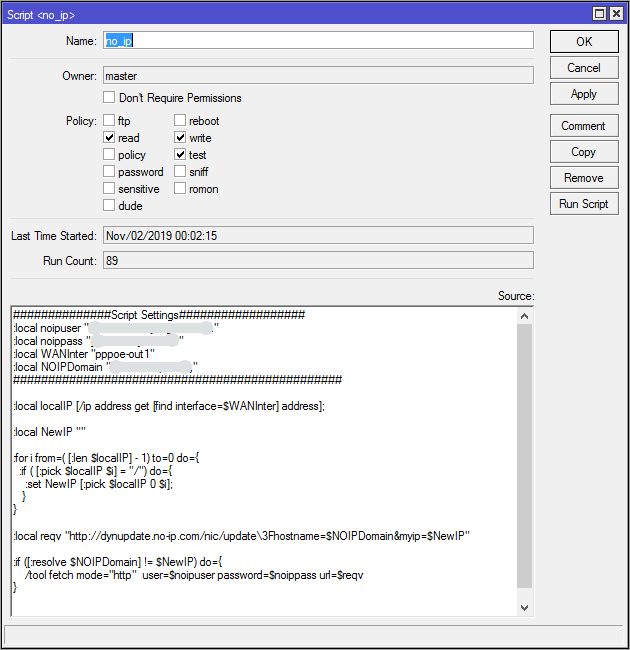 Script <no_ip>
Name: no_ip
OK
Owner: master
Cancel
Don't Require Permissions
Apply
Policy:
ftp reboot
Comment
read write
Copy
policy test
password sniff
Remove
sensitive romon
Run Script
dude
Last Time Started: Nov/02/2019 00:02:15
Run Count: 89
Source:
##############Script Settings##################
:local noipuser " "
:local noippass " "
:local WANInter "pppoe-out1"
:local NOIPDomain " "
###############################################
:local localIP [/ip address get [find interface=$WANInter] address];
:local NewIP ""
:for i from=( [:len $localIP] - 1) to=0 do={
:if ( [:pick $localIP $i] = "/") do={
:set NewIP [:pick $localIP 0 $i];
}
}
:local reqv "http://dynupdate.no-ip.com/nic/update\3Fhostname=$NOIPDomain&myip=$NewIP"
:if ([:resolve $NOIPDomain] != $NewIP) do={
/tool fetch mode="http" user=$noipuser password=$noippass url=$reqv
}